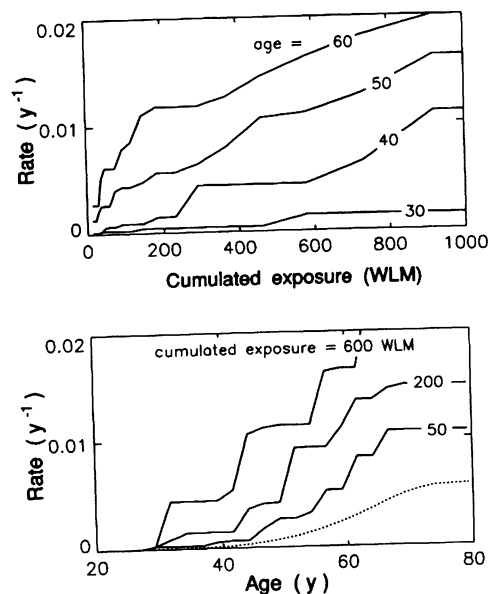 0.02
age = 60
50
0.01
40
30
0
Rate ( y⁻¹ )
0 200 400 600 800 1000
Cumulated exposure (WLM)
0.02
cumulated exposure = 600 WLM
200
0.01
50
0
Rate ( y⁻¹ )
20 40 60 80
Age ( y )